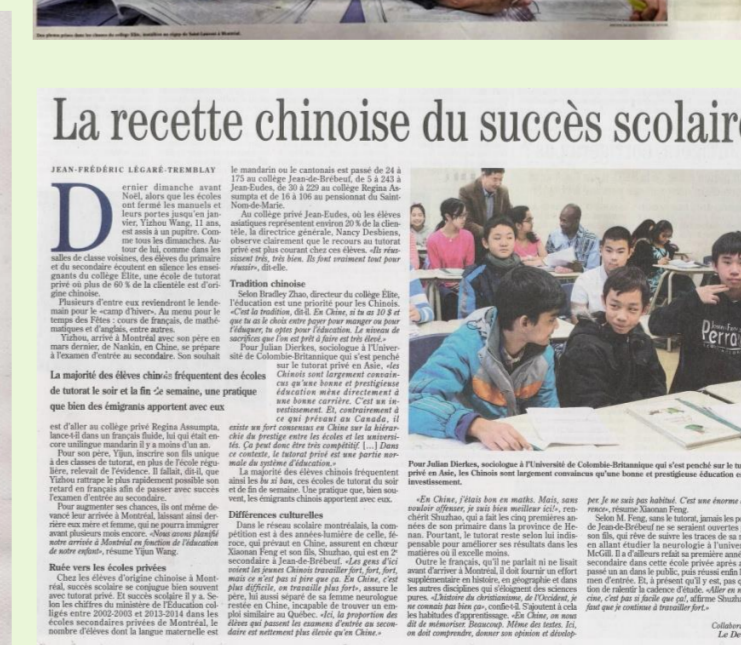 La recette chinoise du succès scolaire
JEAN-FRÉDÉRIC LÉGARÉ-TREMBLAY
Dernier dimanche avant
Noël, alors que les écoles
ont fermé les manuels et
leurs portes jusqu'en jan-
vier, Yizhou Wang, 11 ans,
est assis à un pupitre. Com-
me tous les dimanches. Au-
tour de lui, comme dans les
salles de classe voisines, des élèves du primaire
et du secondaire écoutent en silence les ensei-
gnants du collège Élite, une école de tutorat
privé où plus de 60 % de la clientèle est d'ori-
gine chinoise.
Plusieurs d'entre eux reviendront le lende-
main pour le «camp d'hiver». Au menu pour le
temps des Fêtes : cours de français, de mathé-
matiques et d'anglais, entre autres.
Yizhou, arrivé à Montréal avec son père en
mars dernier, de Nankin, en Chine, se prépare
à l'examen d'entrée au secondaire. Son souhait
La majorité des élèves chinois fréquentent des écoles
de tutorat le soir et la fin de semaine, une pratique
que bien des émigrants apportent avec eux
est d'aller au collège privé Regina Assumpta,
lance-t-il dans un français fluide, lui qui était en-
core unilingue mandarin il y a moins d'un an.
Pour son père, Yijun, inscrire son fils unique
à des classes de tutorat, en plus de l'école régu-
lière, relevait de l'évidence. Il fallait, dit-il, que
Yizhou rattrape le plus rapidement possible son
retard en français afin de passer avec succès
l'examen d'entrée au secondaire.
Pour augmenter ses chances, ils ont même de-
vancé leur arrivée à Montréal, laissant ainsi der-
rière eux mère et femme, qui ne pourra immigrer
avant plusieurs mois encore. «Nous avons planifié
notre arrivée à Montréal en fonction de l'éducation
de notre enfant», résume Yijun Wang.
Ruée vers les écoles privées
Chez les élèves d'origine chinoise à Mont-
réal, succès scolaire se conjugue bien souvent
avec tutorat privé. Et succès scolaire il y a. Se-
lon les chiffres du ministère de l'Éducation col-
ligés entre 2002-2003 et 2013-2014 dans les
écoles secondaires privées de Montréal, le
nombre d'élèves dont la langue maternelle est
le mandarin ou le cantonais est passé de 24 à
175 au collège Jean-de-Brébeuf, de 5 à 243 à
Jean-Eudes, de 30 à 229 au collège Regina As-
sumpta et de 16 à 106 au pensionnat du Saint-
Nom-de-Marie.
Au collège privé Jean-Eudes, où les élèves
asiatiques représentent environ 20 % de la clien-
tèle, la directrice générale, Nancy Desbiens,
observe clairement que le recours au tutorat
privé est plus courant chez ces élèves. «Ils réus-
sissent très, très bien. Ils font vraiment tout pour
réussir», dit-elle.
Tradition chinoise
Selon Bradley Zhao, directeur du collège Élite,
l'éducation est une priorité pour les Chinois.
«C'est la tradition, dit-il. En Chine, si tu as 10 $ et
que tu as le choix entre payer pour manger ou pour
t'éduquer, tu optes pour l'éducation. Le niveau de
sacrifices que l'on est prêt à faire est très élevé.»
Pour Julian Dierkes, sociologue à l'Univer-
sité de Colombie-Britannique qui s'est penché
sur le tutorat privé en Asie, «les
Chinois sont largement convain-
cus qu'une bonne et prestigieuse
éducation mène directement à
une bonne carrière. C'est un in-
vestissement. Et, contrairement à
ce qui prévaut au Canada, il
existe un fort consensus en Chine sur la hiérar-
chie du prestige entre les écoles et les universi-
tés. Ça peut donc être très compétitif. [...] Dans
ce contexte, le tutorat privé est une partie nor-
male du système d'éducation.»
La majorité des élèves chinois fréquentent
ainsi les bu xi ban, ces écoles de tutorat du soir
et de fin de semaine. Une pratique que, bien sou-
vent, les émigrants chinois apportent avec eux.
Différences culturelles
Dans le réseau scolaire montréalais, la com-
pétition est à des années-lumière de celle, fé-
roce, qui prévaut en Chine, assurent en chœur
Xiaonan Feng et son fils, Shuzhao, qui est en 2e
secondaire à Jean-de-Brébeuf. «Les gens d'ici
voient les jeunes Chinois travailler fort, fort, fort,
mais ce n'est pas si pire que ça. En Chine, c'est
plus difficile, on travaille plus fort», assure le
père, lui aussi séparé de sa femme neurologue
restée en Chine, incapable de trouver un em-
ploi similaire au Québec. «Ici, la proportion des
élèves qui passent les examens d'entrée au secon-
daire est nettement plus élevée qu'en Chine.»
Perro
Pour Julian Dierkes, sociologue à l'Université de Colombie-Britannique qui s'est penché sur le tu
privé en Asie, les Chinois sont largement convaincus qu'une bonne et prestigieuse éducation e
investissement.
«En Chine, j'étais bon en maths. Mais, sans
vouloir offenser, je suis bien meilleur ici!», ren-
chérit Shuzhao, qui a fait les cinq premières an-
nées de son primaire dans la province de He-
nan. Pourtant, le tutorat reste selon lui indis-
pensable pour améliorer ses résultats dans les
matières où il excelle moins.
Outre le français, qu'il ne parlait ni ne lisait
avant d'arriver à Montréal, il doit fournir un effort
supplémentaire en histoire, en géographie et dans
les autres disciplines qui s'éloignent des sciences
pures. «L'histoire du christianisme, de l'Occident, je
ne connais pas bien ça», confie-t-il. S'ajoutent à cela
les habitudes d'apprentissage. «En Chine, on nous
dit de mémoriser. Beaucoup. Même des textes. Ici,
on doit comprendre, donner son opinion et dévelop-
per. Je ne suis pas habitué. C'est une énorme
rence», résume Xiaonan Feng.
Selon M. Feng, sans le tutorat, jamais les po
de Jean-de-Brébeuf ne se seraient ouvertes
son fils, qui rêve de suivre les traces de sa m
en allant étudier la neurologie à l'univer
McGill. Il a d'ailleurs refait sa première anné
secondaire dans cette école privée après a
passé un an dans le public, puis réussi enfin l
men d'entrée. Et, à présent qu'il y est, pas q
tion de ralentir la cadence d'étude. «Aller en m
cine, c'est pas si facile que ça!, affirme Shuzh
faut que je continue à travailler fort.»
Collabora
Le De